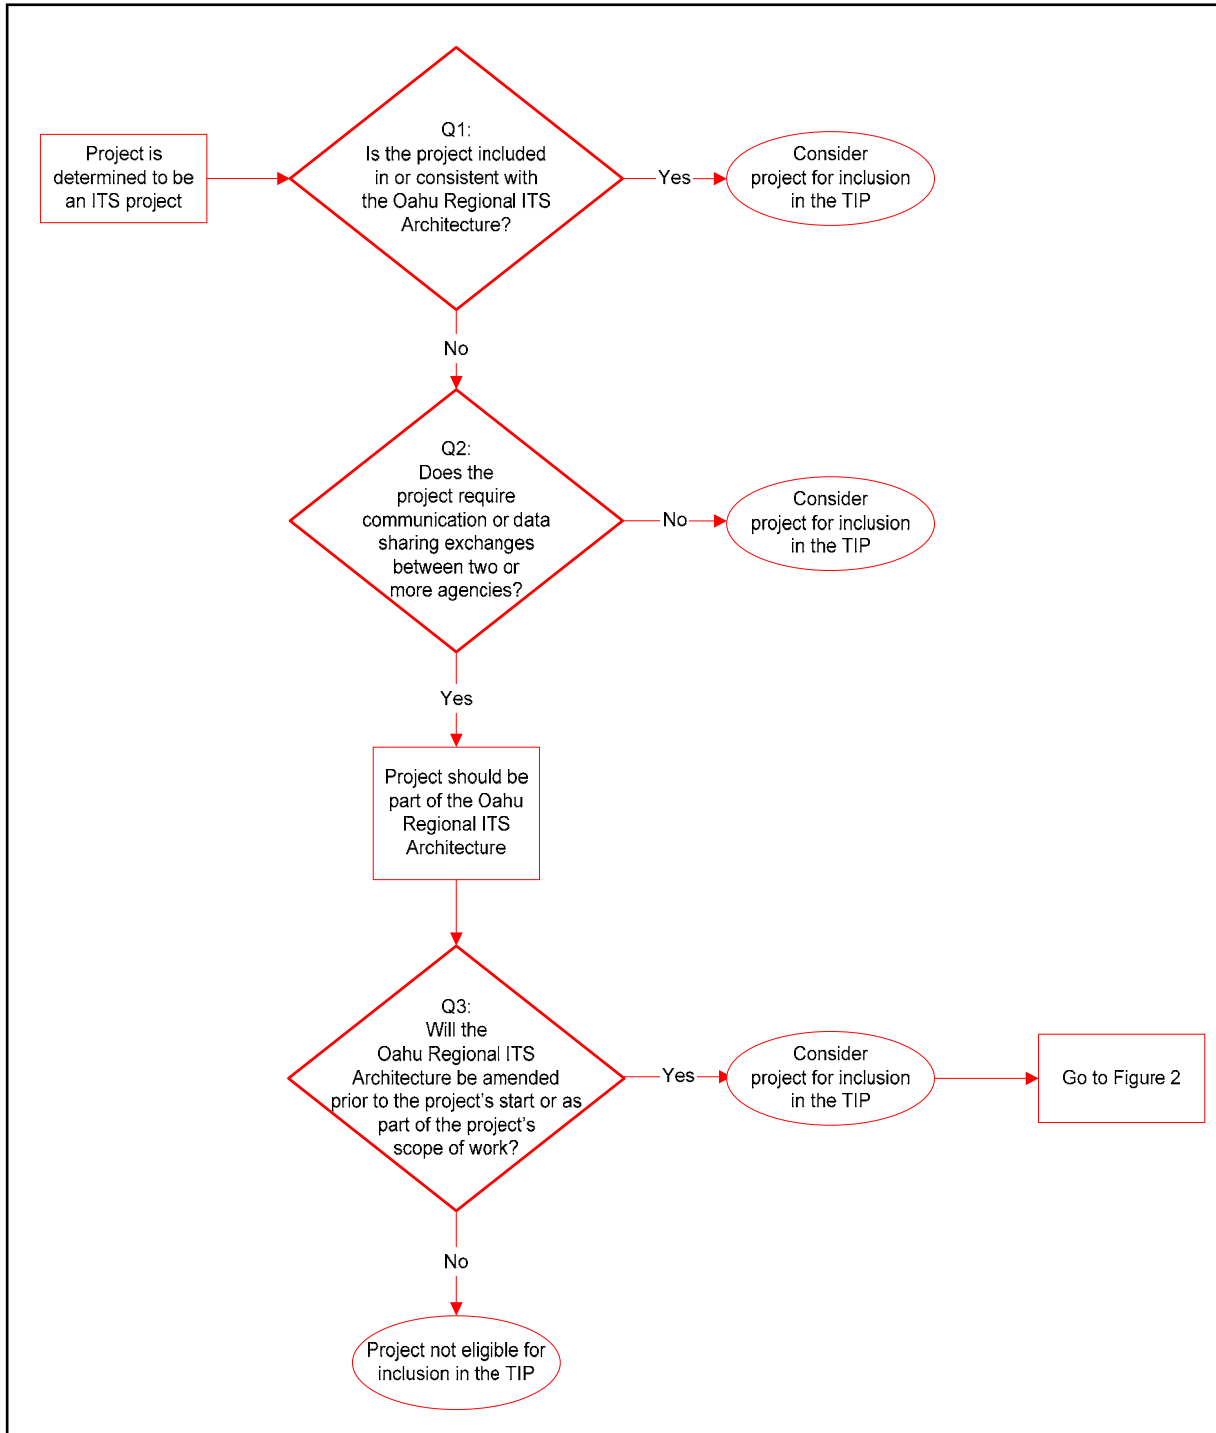 Project is
determined to be
an ITS project
Q1:
Is the project included
in or consistent with
the Oahu Regional ITS
Architecture?
Yes
Consider
project for inclusion
in the TIP
No
Q2:
Does the
project require
communication or data
sharing exchanges
between two or
more agencies?
No
Consider
project for inclusion
in the TIP
Yes
Project should be
part of the Oahu
Regional ITS
Architecture
Q3:
Will the
Oahu Regional ITS
Architecture be amended
prior to the project's start or as
part of the project's
scope of work?
Yes
Consider
project for inclusion
in the TIP
Go to Figure 2
No
Project not eligible for
inclusion in the TIP